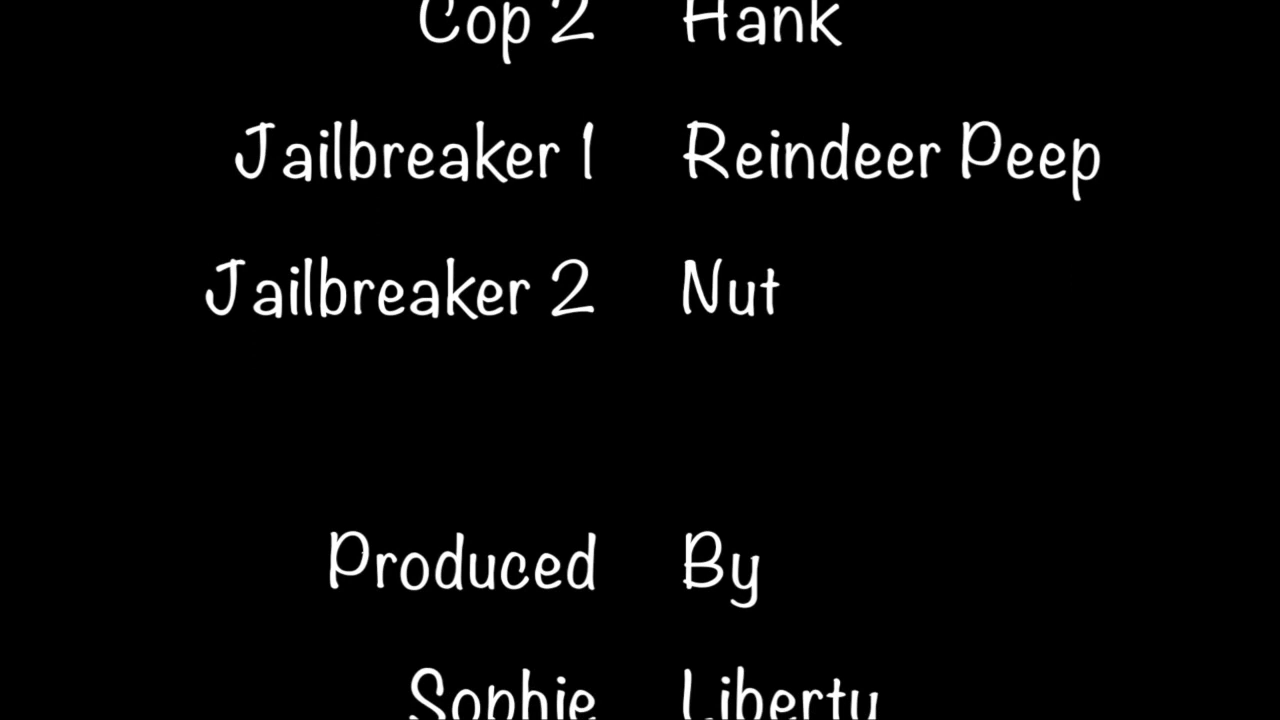 Cop 2 Hank
Jailbreaker 1 Reindeer Peep
Jailbreaker 2 Nut
Produced By
Sophie Liberty